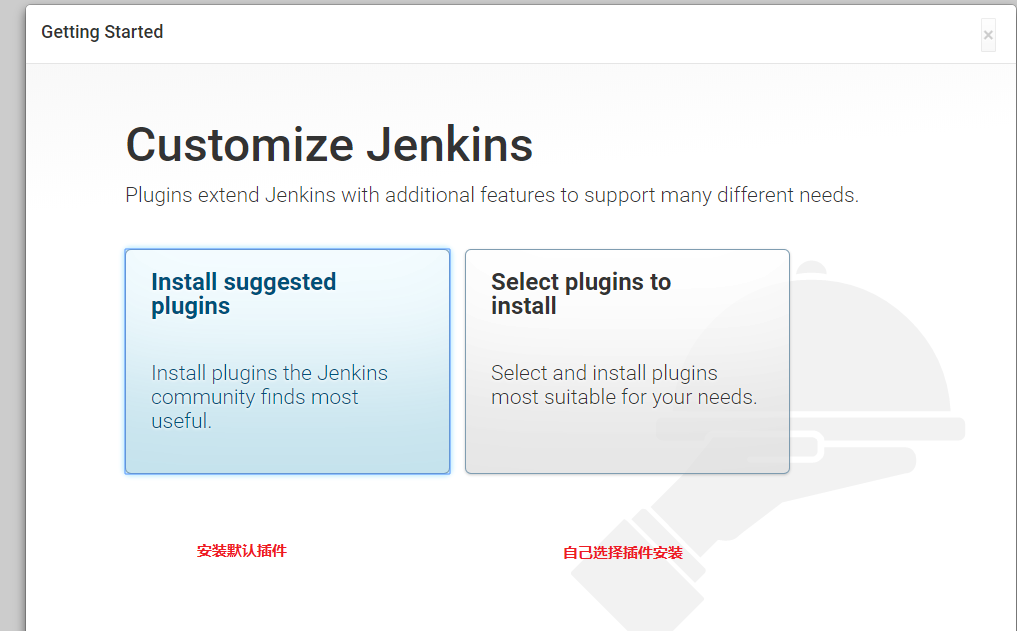 Getting Started
×
Customize Jenkins
Plugins extend Jenkins with additional features to support many different needs.
Install suggested
plugins
Install plugins the Jenkins
community finds most
useful.
Select plugins to
install
Select and install plugins
most suitable for your needs.
安装默认插件
自己选择插件安装